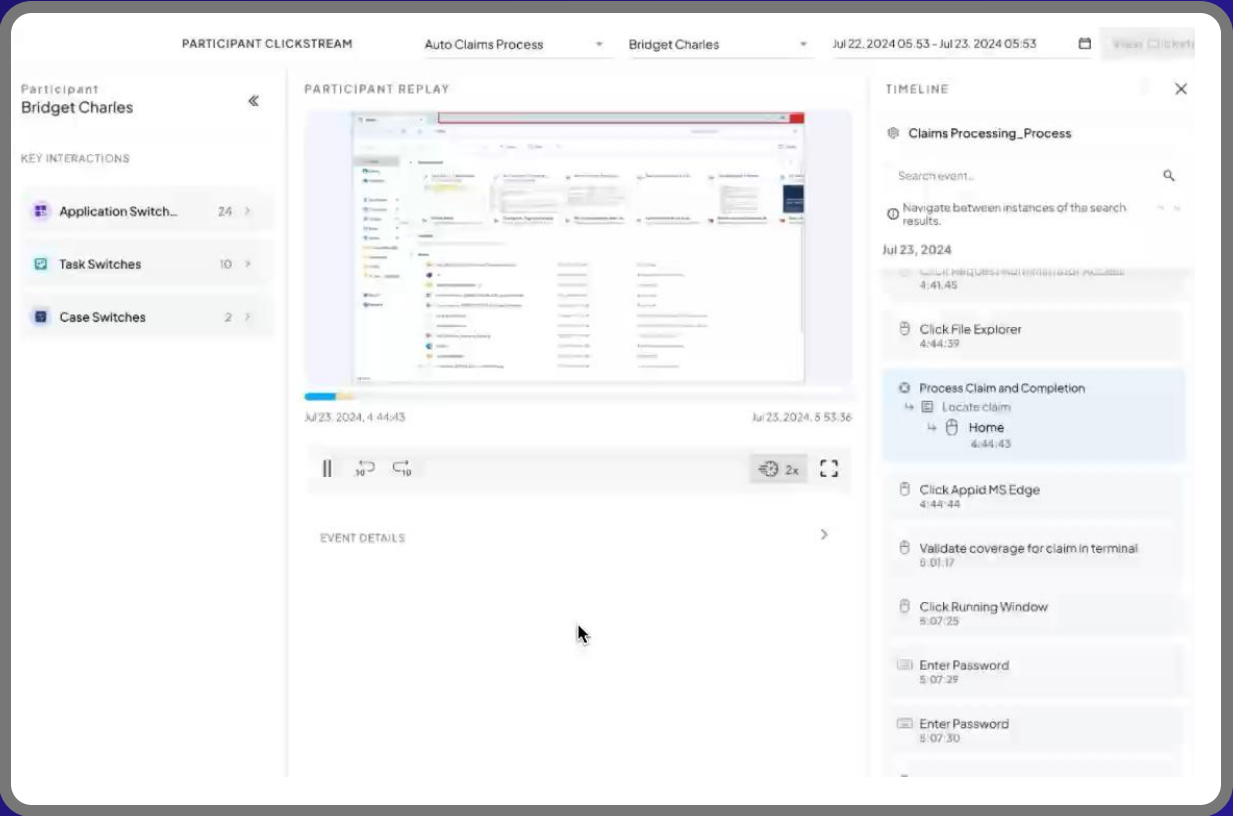 PARTICIPANT CLICKSTREAM
Auto Claims Process
Bridget Charles
Jul 22, 2024 05.53 - Jul 23. 2024 05:53
Participant
Bridget Charles
KEY INTERACTIONS
Application Switch... 24
Task Switches 10
Case Switches 2
PARTICIPANT REPLAY
Jul 23, 2024, 4 44:43
Jul 23, 2024, 5 53:36
10
10
2x
EVENT DETAILS
TIMELINE
Claims Processing_Process
Search event...
Navigate between instances of the search
results.
Jul 23, 2024
Click Request Administrator Access
4:41.45
Click File Explorer
4:44:39
Process Claim and Completion
Locate claim
Home
4:44:43
Click Appid MS Edge
4:44:44
Validate coverage for claim in terminal
5:01:17
Click Running Window
5:07:25
Enter Password
5:07:29
Enter Password
5:07:30